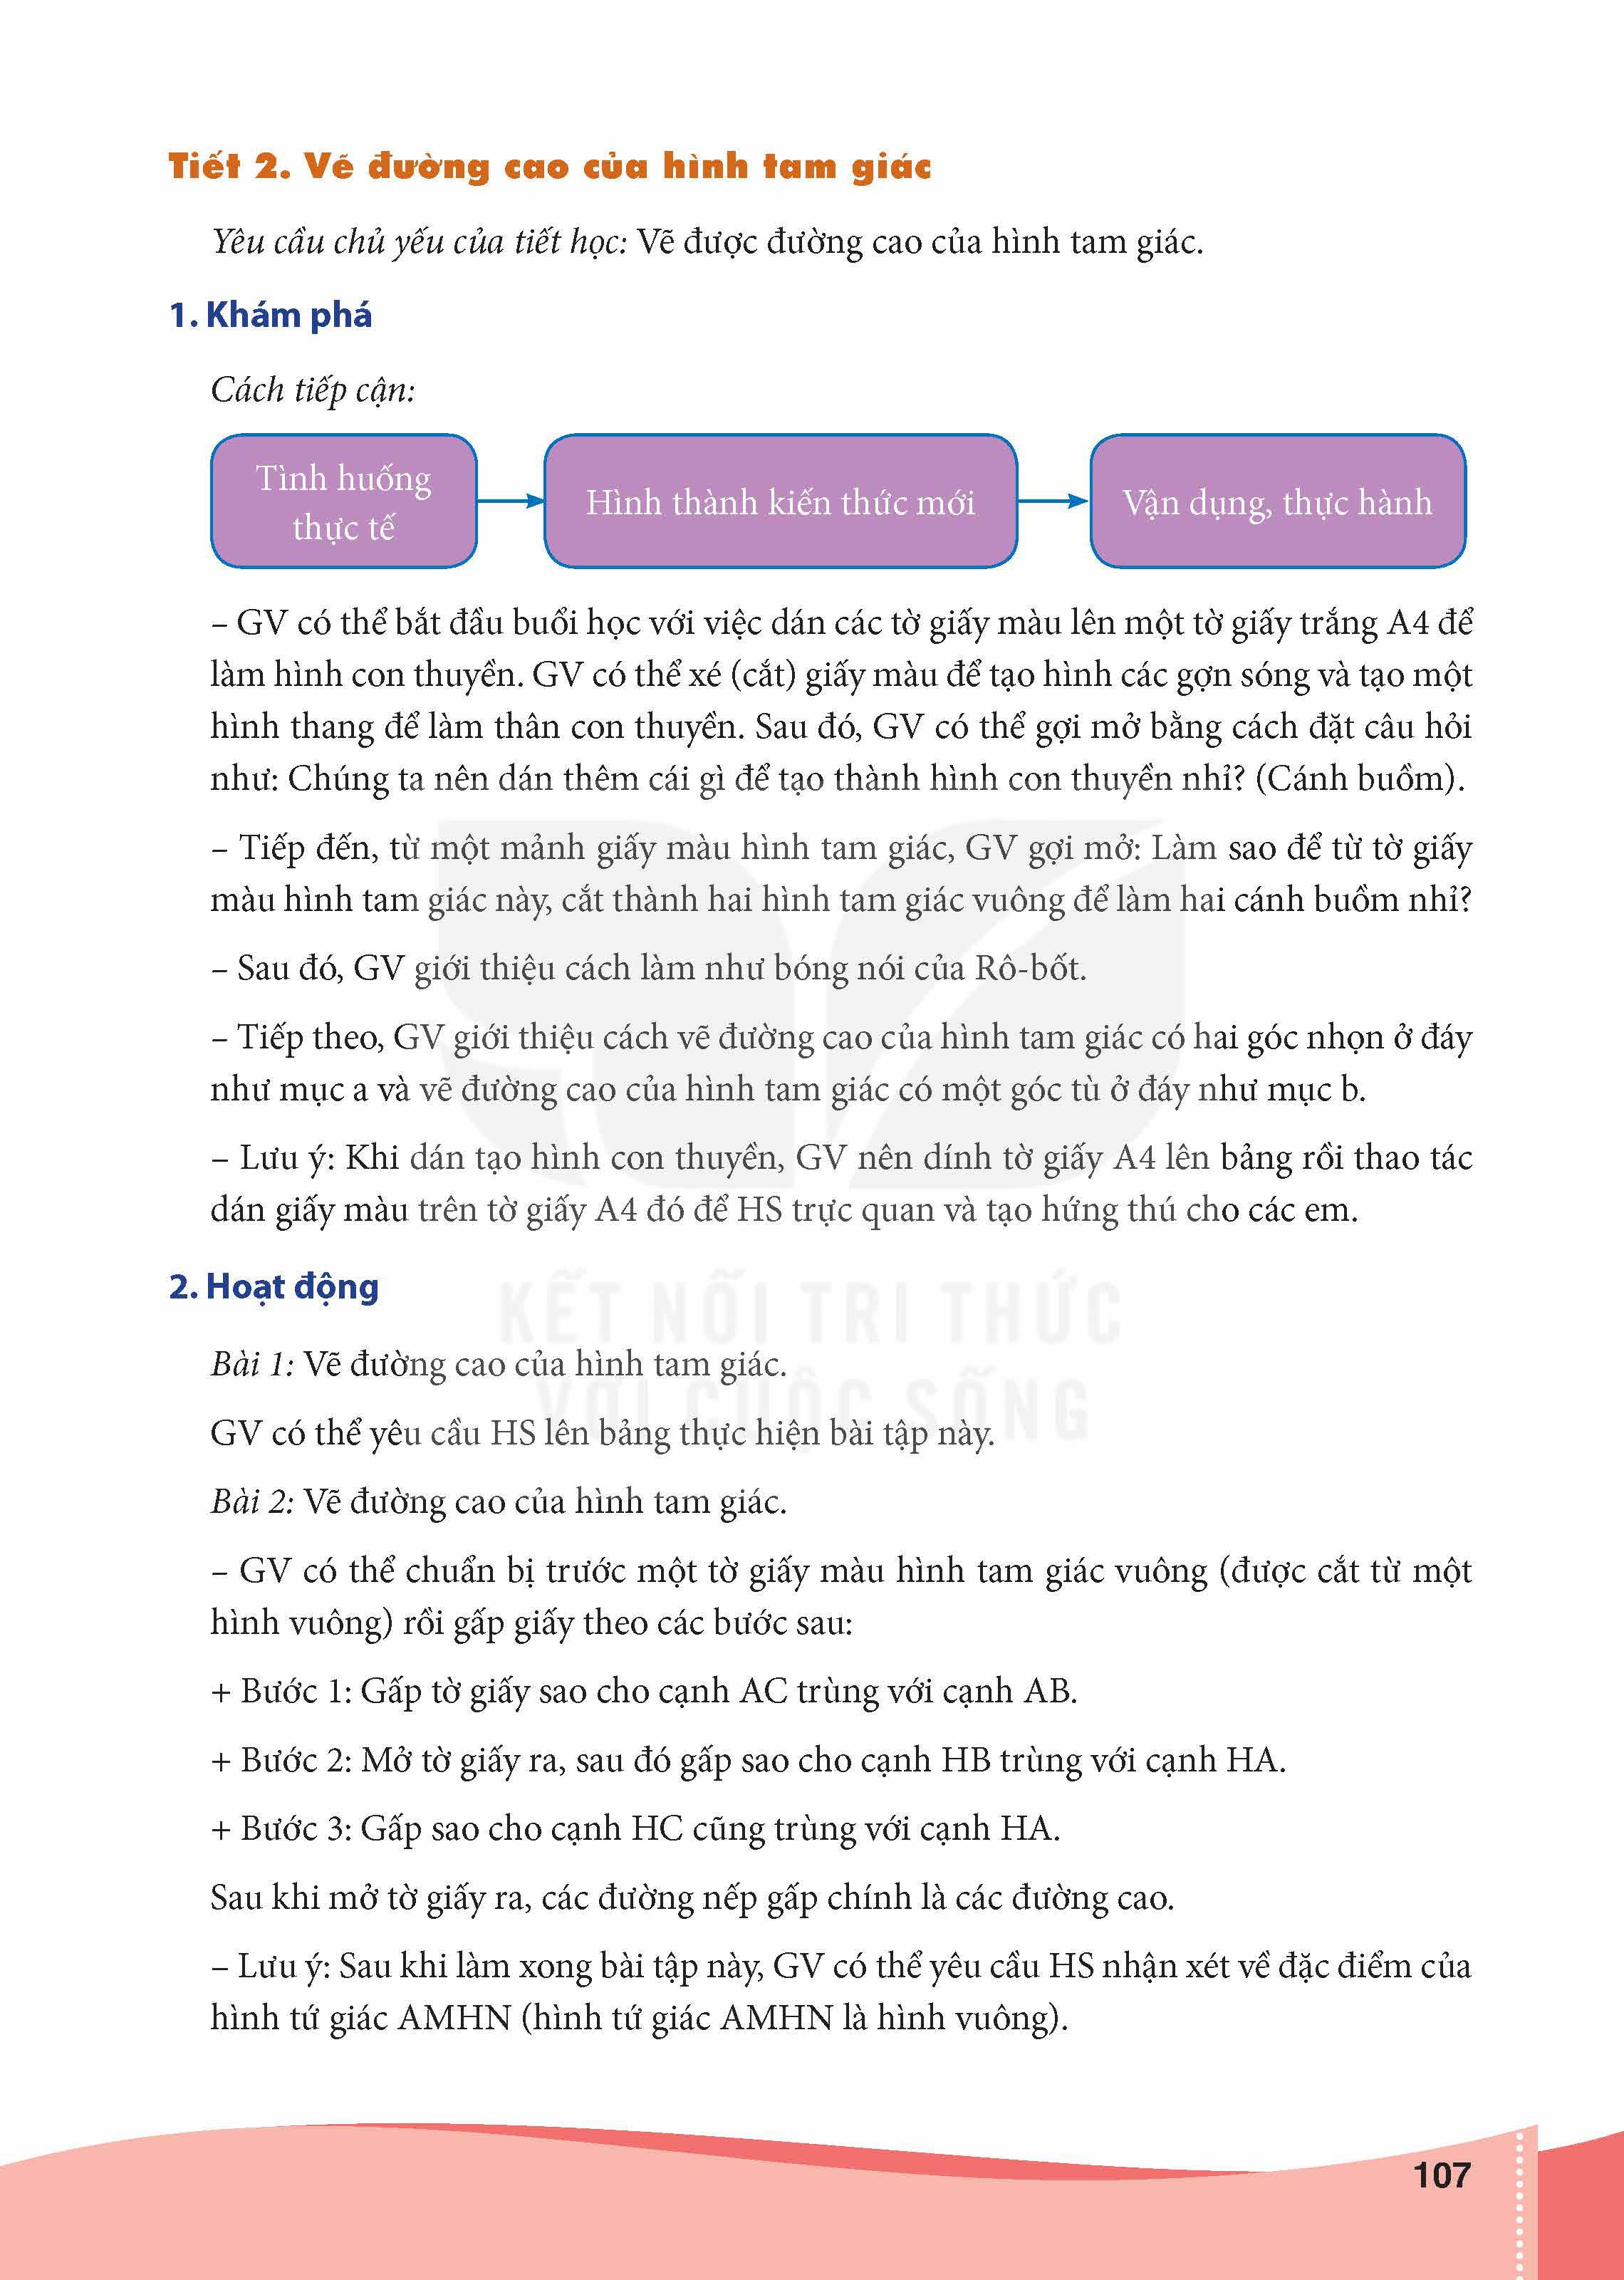 Tiết 2. Vẽ đường cao của hình tam giác
Yêu cầu chủ yếu của tiết học: Vẽ được đường cao của hình tam giác.
1. Khám phá
Cách tiếp cận:
Tình huống
thực tế
Hình thành kiến thức mới
Vận dụng, thực hành
– GV có thể bắt đầu buổi học với việc dán các tờ giấy màu lên một tờ giấy trắng A4 để
làm hình con thuyền. GV có thể xé (cắt) giấy màu để tạo hình các gợn sóng và tạo một
hình thang để làm thân con thuyền. Sau đó, GV có thể gợi mở bằng cách đặt câu hỏi
như: Chúng ta nên dán thêm cái gì để tạo thành hình con thuyền nhỉ? (Cánh buồm).
– Tiếp đến, từ một mảnh giấy màu hình tam giác, GV gợi mở: Làm sao để từ tờ giấy
màu hình tam giác này, cắt thành hai hình tam giác vuông để làm hai cánh buồm nhỉ?
– Sau đó, GV giới thiệu cách làm như bóng nói của Rô-bốt.
– Tiếp theo, GV giới thiệu cách vẽ đường cao của hình tam giác có hai góc nhọn ở đáy
như mục a và vẽ đường cao của hình tam giác có một góc tù ở đáy như mục b.
– Lưu ý: Khi dán tạo hình con thuyền, GV nên dính tờ giấy A4 lên bảng rồi thao tác
dán giấy màu trên tờ giấy A4 đó để HS trực quan và tạo hứng thú cho các em.
2. Hoạt động
KẾT NỐI TRI THỨC
VỚI CUỘC SỐNG
Bài 1: Vẽ đường cao của hình tam giác.
GV có thể yêu cầu HS lên bảng thực hiện bài tập này.
Bài 2: Vẽ đường cao của hình tam giác.
– GV có thể chuẩn bị trước một tờ giấy màu hình tam giác vuông (được cắt từ một
hình vuông) rồi gấp giấy theo các bước sau:
+ Bước 1: Gấp tờ giấy sao cho cạnh AC trùng với cạnh AB.
+ Bước 2: Mở tờ giấy ra, sau đó gấp sao cho cạnh HB trùng với cạnh HA.
+ Bước 3: Gấp sao cho cạnh HC cũng trùng với cạnh HA.
Sau khi mở tờ giấy ra, các đường nếp gấp chính là các đường cao.
– Lưu ý: Sau khi làm xong bài tập này, GV có thể yêu cầu HS nhận xét về đặc điểm của
hình tứ giác AMHN (hình tứ giác AMHN là hình vuông).
107